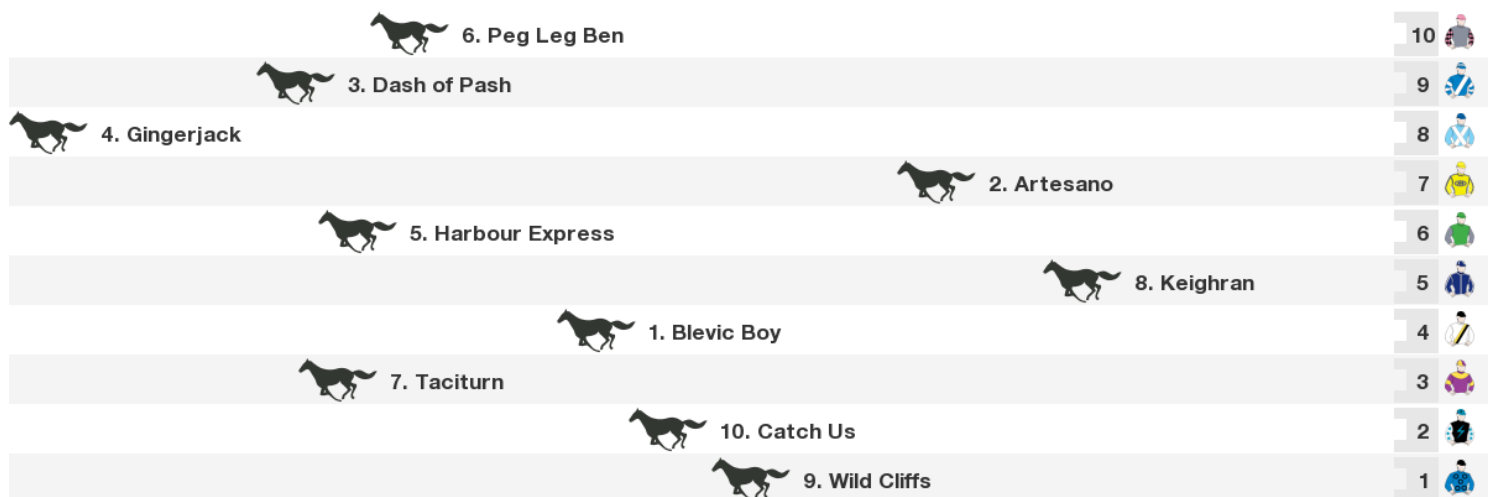 6. Peg Leg Ben 10
3. Dash of Pash 9
4. Gingerjack 8
2. Artesano 7
5. Harbour Express 6
8. Keighran 5
1. Blevic Boy 4
7. Taciturn 3
10. Catch Us 2
9. Wild Cliffs 1